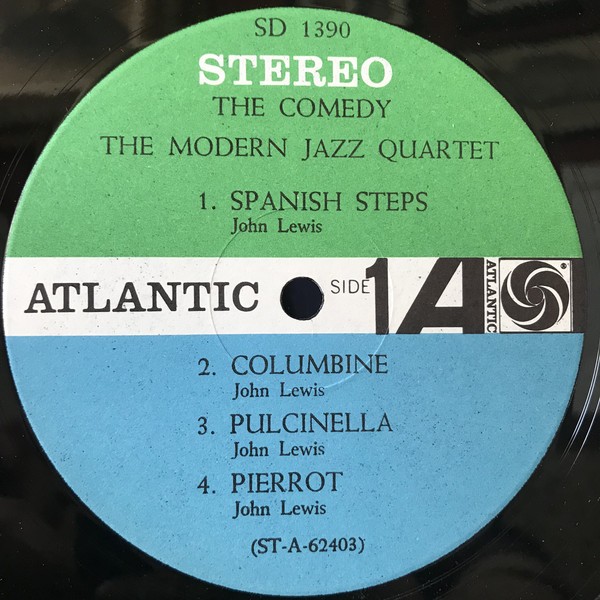 SD 1390
STEREO
THE COMEDY
THE MODERN JAZZ QUARTET
1. SPANISH STEPS
John Lewis
ATLANTIC SIDE 1 A ATLANTIC ®
2. COLUMBINE
John Lewis
3. PULCINELLA
John Lewis
4. PIERROT
John Lewis
(ST-A-62403)